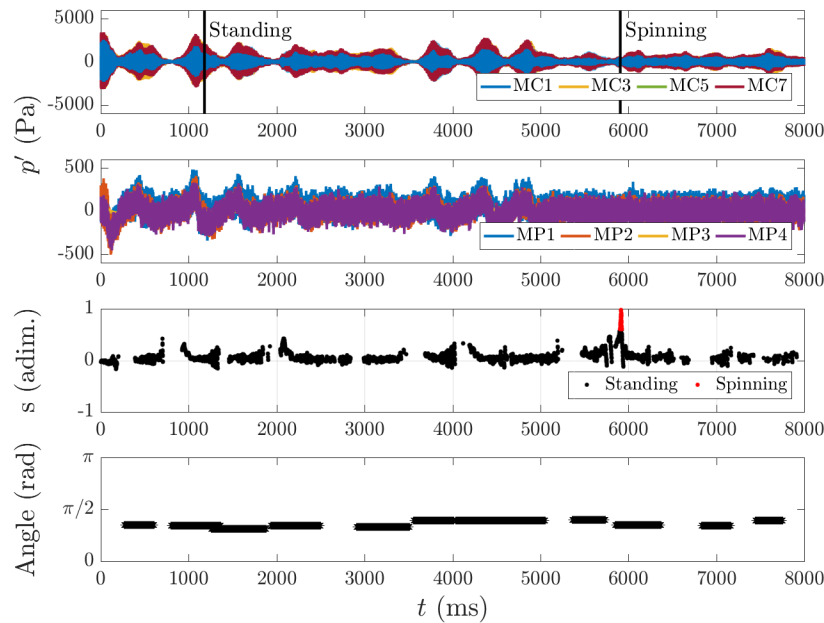 6000
3000
0
-5000
Standing
Spinning
MC1 MC3 MC5 MC7
0 1000 2000 3000 4000 5000 6000 7000 8000
p′ (Pa)
500
0
-500
MP1 MP2 MP3 MP4
0 1000 2000 3000 4000 5000 6000 7000 8000
s (adim.)
1
0
-1
Standing Spinning
0 1000 2000 3000 4000 5000 6000 7000 8000
Angle (rad)
π
π/2
0
0 1000 2000 3000 4000 5000 6000 7000 8000
t (ms)